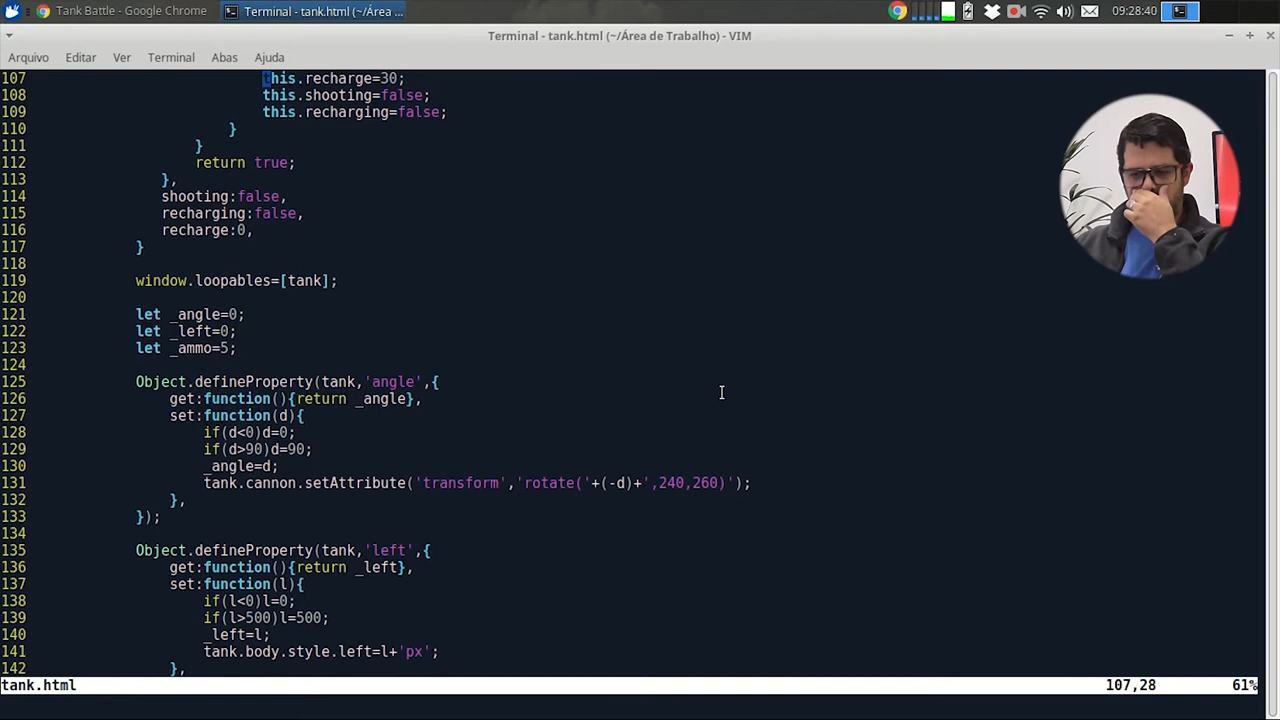 Tank Battle - Google Chrome
Terminal - tank.html (~/Área ...
09:28:40
Terminal - tank.html (~/Área de Trabalho) - VIM
Arquivo Editar Ver Terminal Abas Ajuda
107 this.recharge=30;
108 this.shooting=false;
109 this.recharging=false;
110 }
111 }
112 return true;
113 },
114 shooting:false,
115 recharging:false,
116 recharge:0,
117 }
118
119 window.loopables=[tank];
120
121 let _angle=0;
122 let _left=0;
123 let _ammo=5;
124
125 Object.defineProperty(tank,'angle',{
126 get:function(){return _angle},
127 set:function(d){
128 if(d<0)d=0;
129 if(d>90)d=90;
130 _angle=d;
131 tank.cannon.setAttribute('transform','rotate('+(-d)+',240,260)');
132 },
133 });
134
135 Object.defineProperty(tank,'left',{
136 get:function(){return _left},
137 set:function(l){
138 if(l<0)l=0;
139 if(l>500)l=500;
140 _left=l;
141 tank.body.style.left=l+'px';
142 },
tank.html 107,28 61%